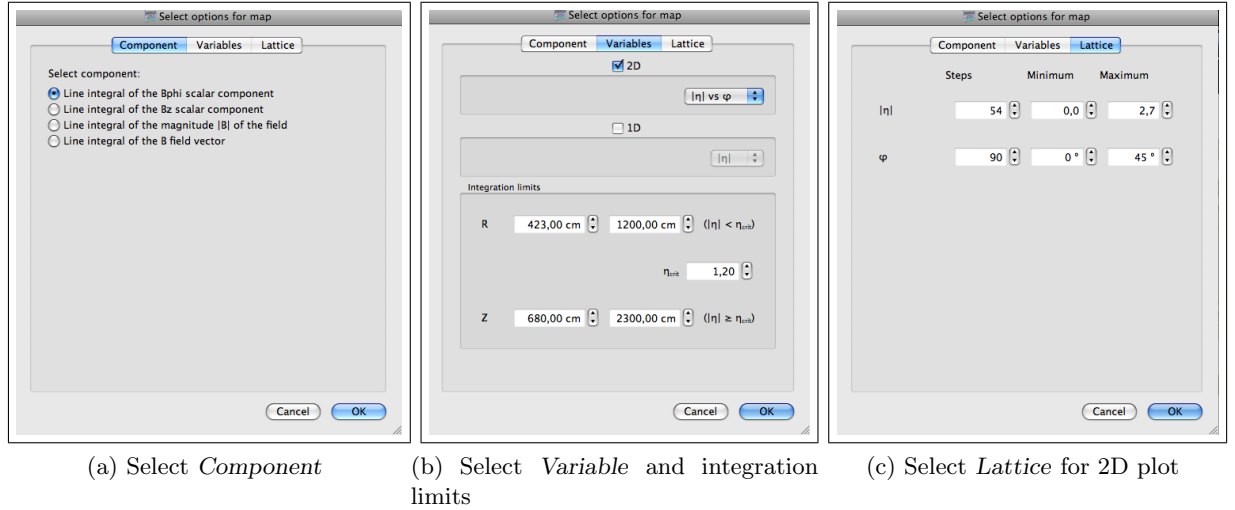 Select options for map
Component Variables Lattice
Select component:
Line integral of the Bphi scalar component
Line integral of the Bz scalar component
Line integral of the magnitude |B| of the field
Line integral of the B field vector
Cancel OK
(a) Select Component
Select options for map
Component Variables Lattice
2D
|η| vs φ
1D
|η|
Integration limits
R 423,00 cm 1200,00 cm (|η| < ηcrit)
ηcrit 1,20
Z 680,00 cm 2300,00 cm (|η| ≥ ηcrit)
Cancel OK
(b) Select Variable and integration
limits
Select options for map
Component Variables Lattice
Steps Minimum Maximum
|η| 54 0,0 2,7
φ 90 0 ° 45 °
Cancel OK
(c) Select Lattice for 2D plot